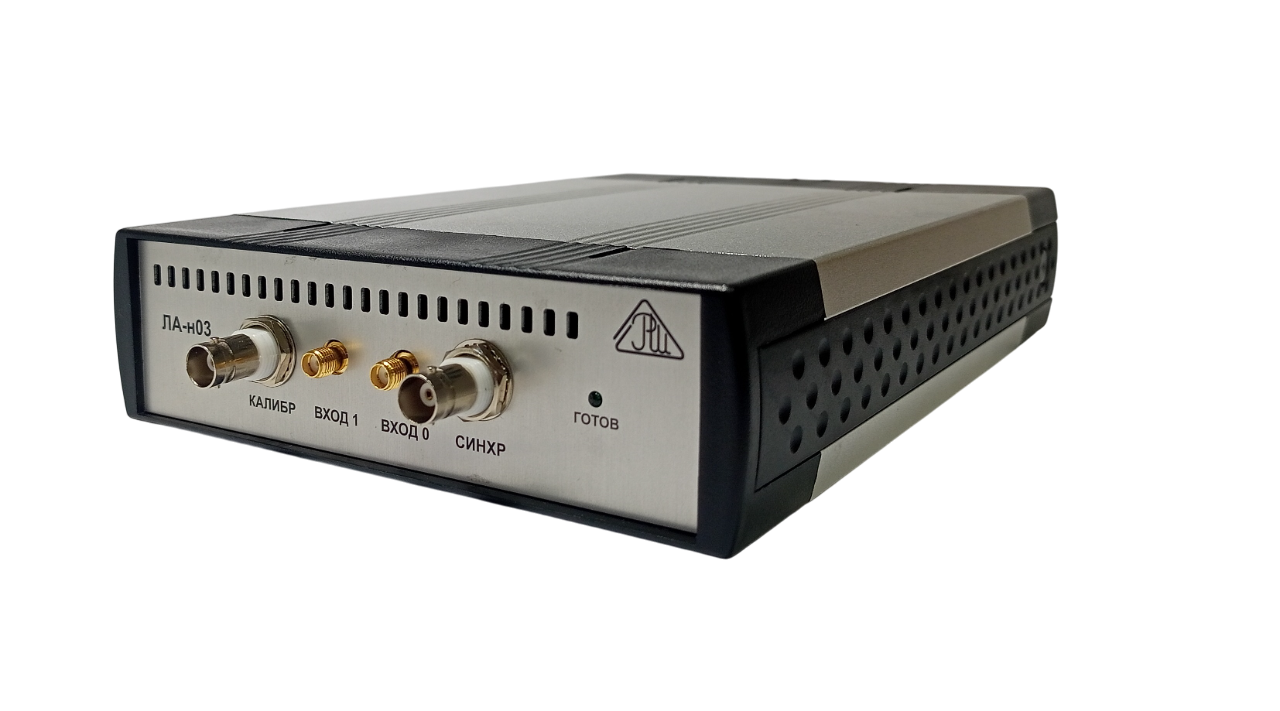 ЛА-н03
КАЛИБР
ВХОД 1
ВХОД 0
СИНХР
ГОТОВ